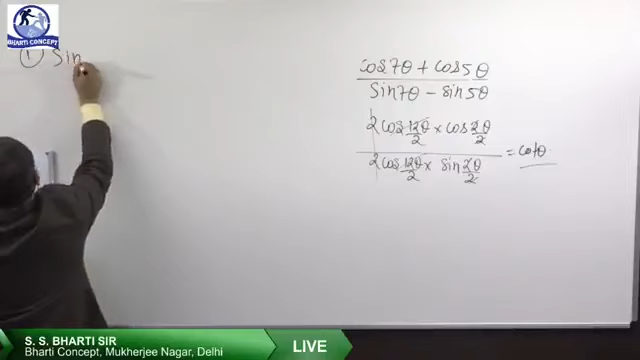 BHARTI CONCEPT
① Sin
cos7θ + cos5θ
Sin7θ - sin5θ
2cos12θ/2 × cos2θ/2
2cos12θ/2 × sin2θ/2
= cotθ
S. S. BHARTI SIR
Bharti Concept, Mukherjee Nagar, Delhi
LIVE